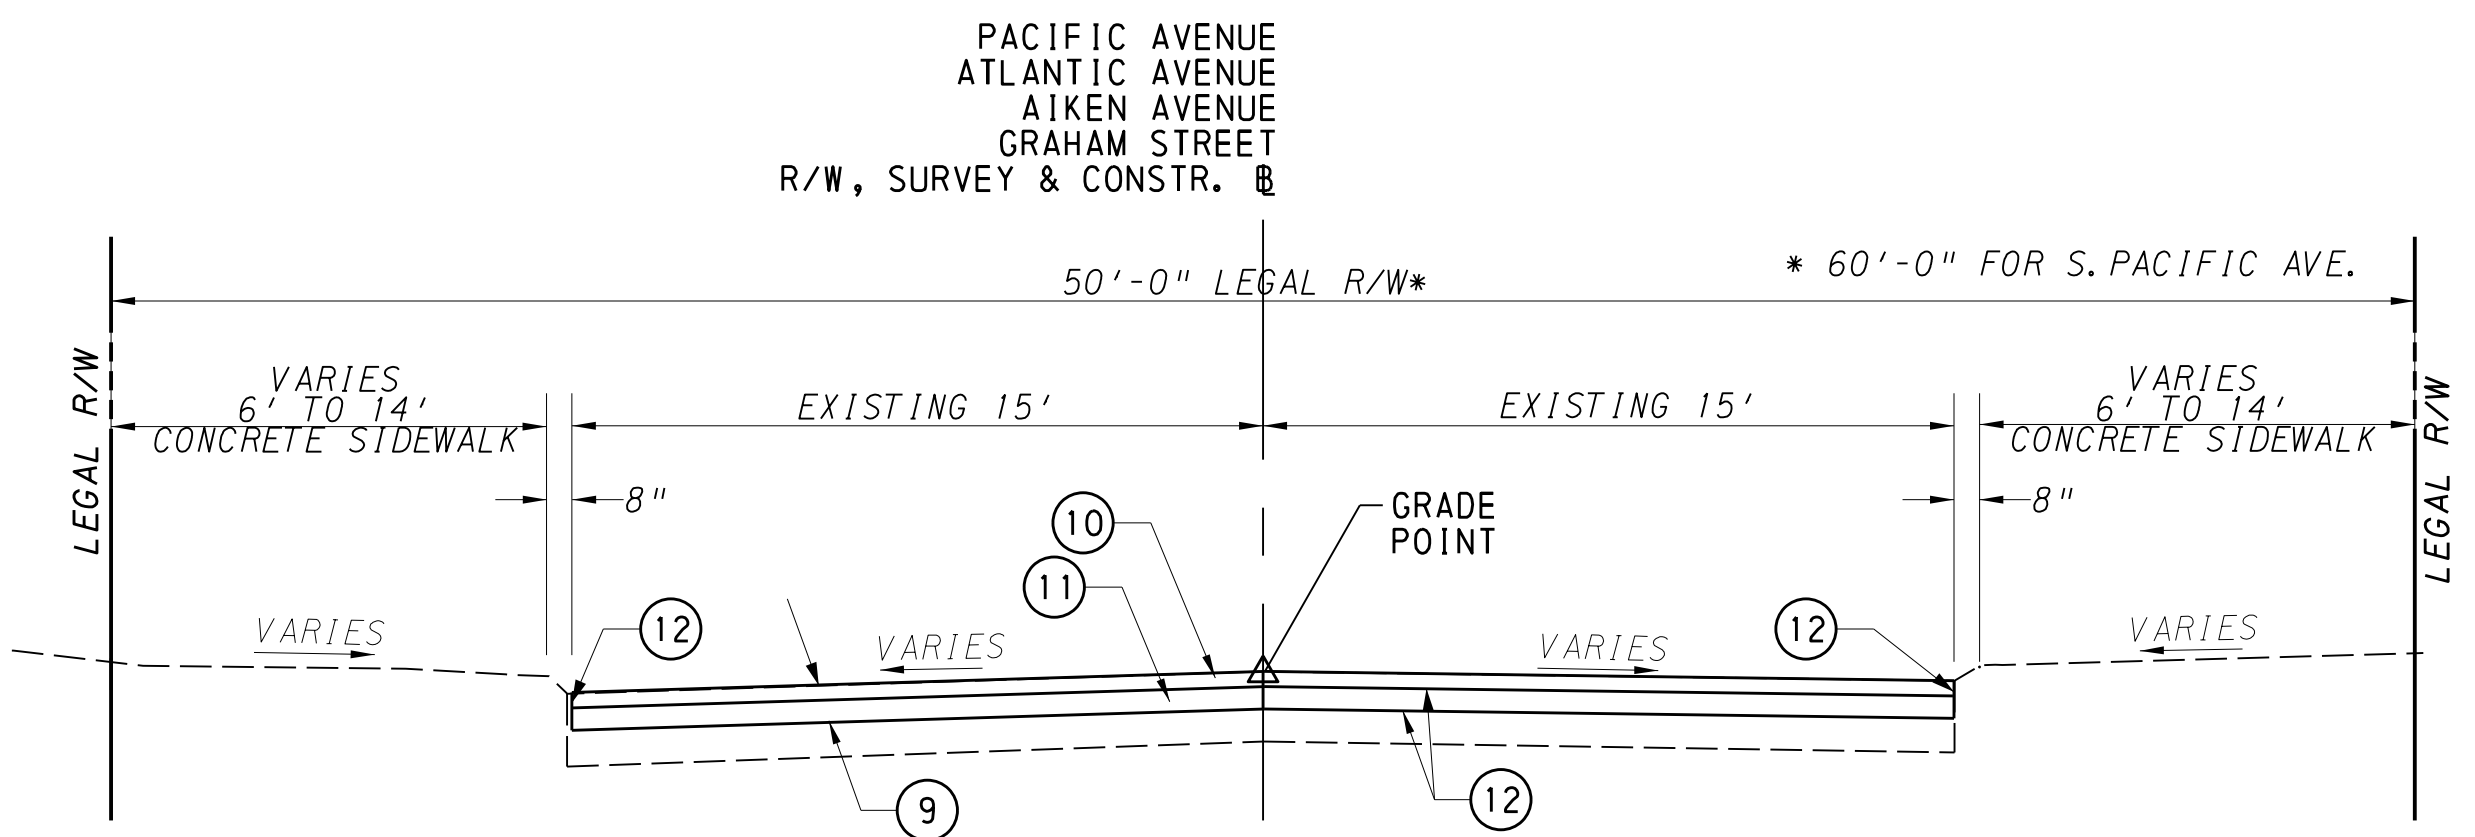 PACIFIC AVENUE
ATLANTIC AVENUE
AIKEN AVENUE
GRAHAM STREET
R/W, SURVEY & CONSTR. ⅊
* 60'-0" FOR S. PACIFIC AVE.
50'-0" LEGAL R/W*
LEGAL R/W
VARIES
6' TO 14'
CONCRETE SIDEWALK
EXISTING 15'
EXISTING 15'
VARIES
6' TO 14'
CONCRETE SIDEWALK
LEGAL R/W
8"
8"
10
GRADE
POINT
11
12
12
VARIES
VARIES
VARIES
VARIES
9
12